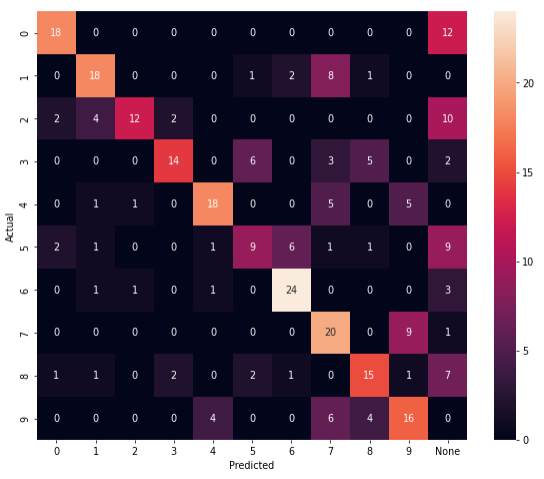 0 18 0 0 0 0 0 0 0 0 0 12
1 0 18 0 0 0 1 2 8 1 0 0
2 2 4 12 2 0 0 0 0 0 0 10
3 0 0 0 14 0 6 0 3 5 0 2
4 0 1 1 0 18 0 0 5 0 5 0
5 2 1 0 0 1 9 6 1 1 0 9
6 0 1 1 0 1 0 24 0 0 0 3
7 0 0 0 0 0 0 0 20 0 9 1
8 1 1 0 2 0 2 1 0 15 1 7
9 0 0 0 0 4 0 0 6 4 16 0
0 1 2 3 4 5 6 7 8 9 None
Predicted
Actual
20
15
10
5
0